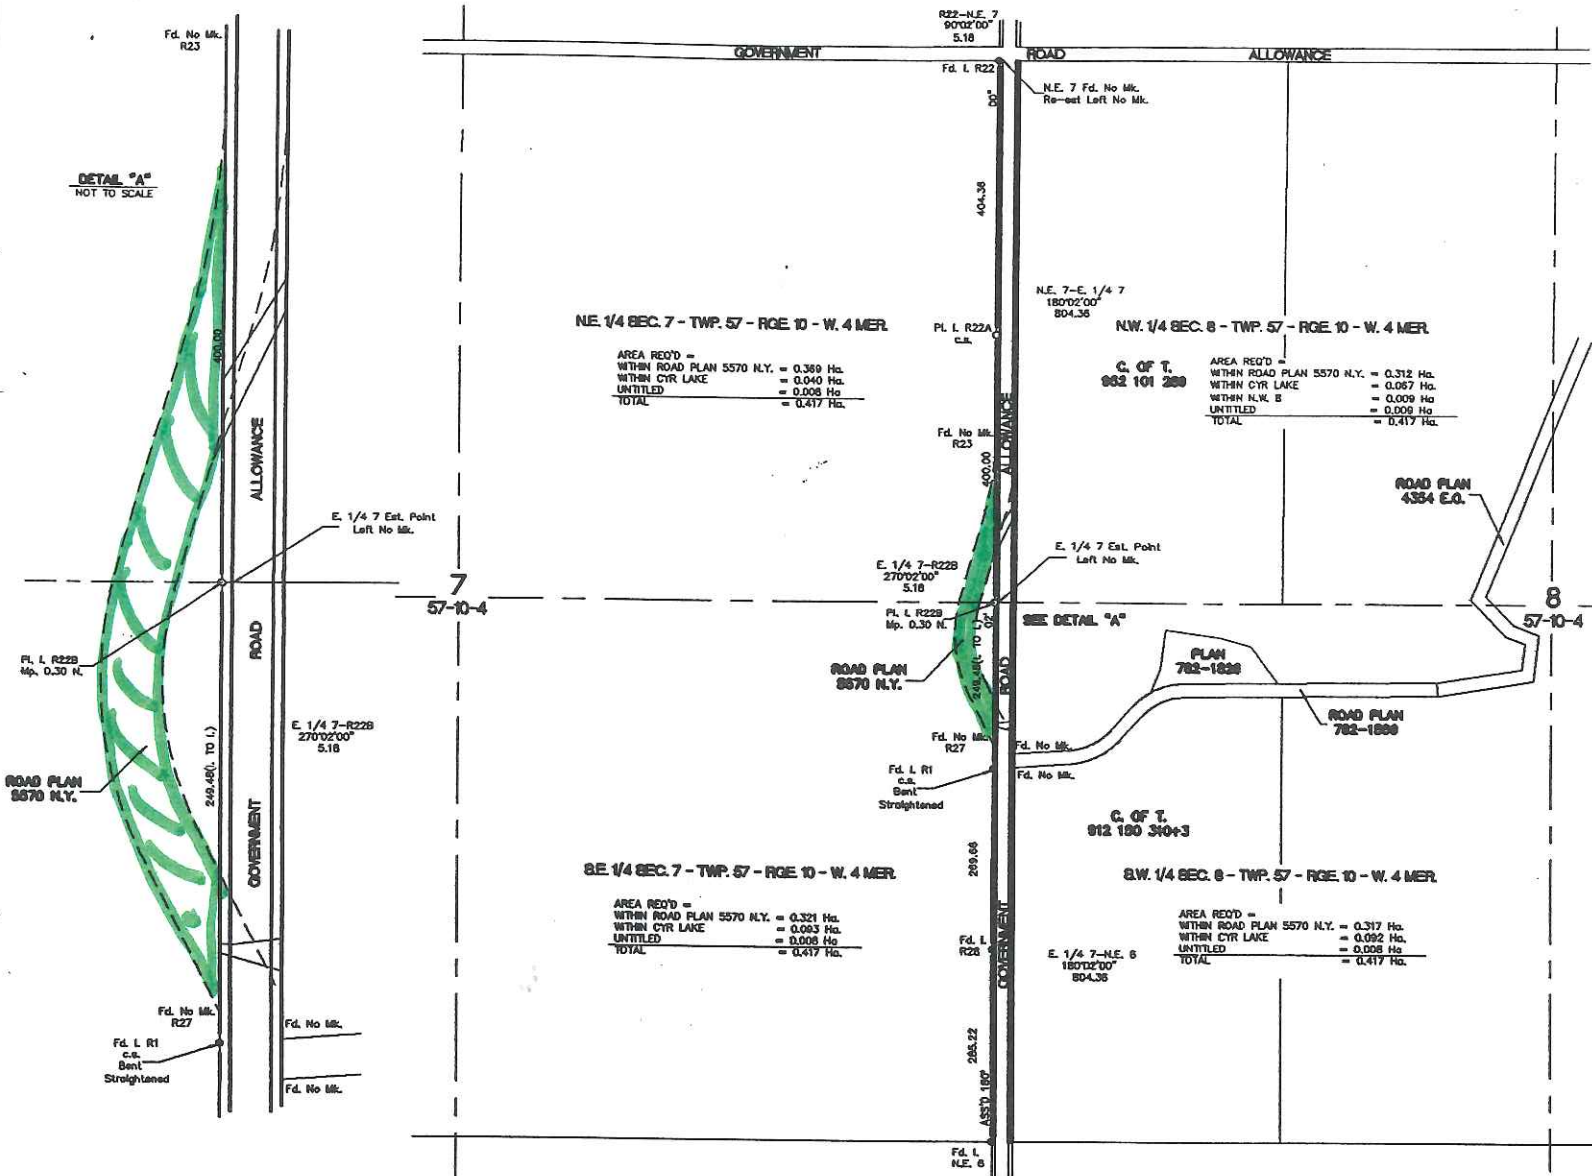 R22-N.E. 7
90°02'00"
5.18
Fd. No Mk.
R23
GOVERNMENT
ROAD
ALLOWANCE
Fd. I. R22
N.E. 7 Fd. No Mk.
Re-est Left No Mk.
00"
DETAIL "A"
NOT TO SCALE
404.36
400.00
ALLOWANCE
ROAD
GOVERNMENT
E. 1/4 7 Est. Point
Left No Mk.
Pl. I. R22B
Mp. 0.30 N.
E. 1/4 7-R22B
270°02'00"
5.18
249.48(I. TO I.)
ROAD PLAN
5570 N.Y.
Fd. No Mk.
R27
Fd. I. R1
c.s.
Bent
Straightened
Fd. No Mk.
Fd. No Mk.
7
57-10-4
N.E. 1/4 SEC. 7 - TWP. 57 - RGE. 10 - W. 4 MER.
AREA REQ'D =
WITHIN ROAD PLAN 5570 N.Y. = 0.369 Ha.
WITHIN CYR LAKE = 0.040 Ha.
UNTITLED = 0.008 Ha
TOTAL = 0.417 Ha.
Pl. I. R22A
c.s.
N.E. 7-E. 1/4 7
180°02'00"
804.36
N.W. 1/4 SEC. 8 - TWP. 57 - RGE. 10 - W. 4 MER.
C. OF T.
AREA REQ'D =
WITHIN ROAD PLAN 5570 N.Y. = 0.312 Ha.
WITHIN CYR LAKE = 0.067 Ha.
WITHIN N.W. 8 = 0.009 Ha
UNTITLED = 0.009 Ha
TOTAL = 0.417 Ha.
Fd. No Mk.
R23
ALLOWANCE
400.00
ROAD PLAN
4354 E.O.
E. 1/4 7 Est. Point
Left No Mk.
E. 1/4 7-R22B
270°02'00"
5.18
Pl. I. R22B
Mp. 0.30 N.
02'
SEE DETAIL "A"
8
57-10-4
249.48(I. TO I.)
ROAD
ROAD PLAN
5570 N.Y.
PLAN
ROAD PLAN
Fd. No Mk.
R27
Fd. No Mk.
Fd. No Mk.
Fd. I. R1
c.s.
Bent
Straightened
C. OF T.
912 180 310+3
269.66
S.E. 1/4 SEC. 7 - TWP. 57 - RGE. 10 - W. 4 MER.
AREA REQ'D =
WITHIN ROAD PLAN 5570 N.Y. = 0.321 Ha.
WITHIN CYR LAKE = 0.093 Ha.
UNTITLED = 0.008 Ha
TOTAL = 0.417 Ha.
S.W. 1/4 SEC. 8 - TWP. 57 - RGE. 10 - W. 4 MER.
AREA REQ'D =
WITHIN ROAD PLAN 5570 N.Y. = 0.317 Ha.
WITHIN CYR LAKE = 0.092 Ha.
UNTITLED = 0.008 Ha
TOTAL = 0.417 Ha.
GOVERNMENT
Fd. I.
R26
E. 1/4 7-N.E. 6
180°02'00"
804.36
285.22
ASS'D 180°
Fd. I.
N.E. 6